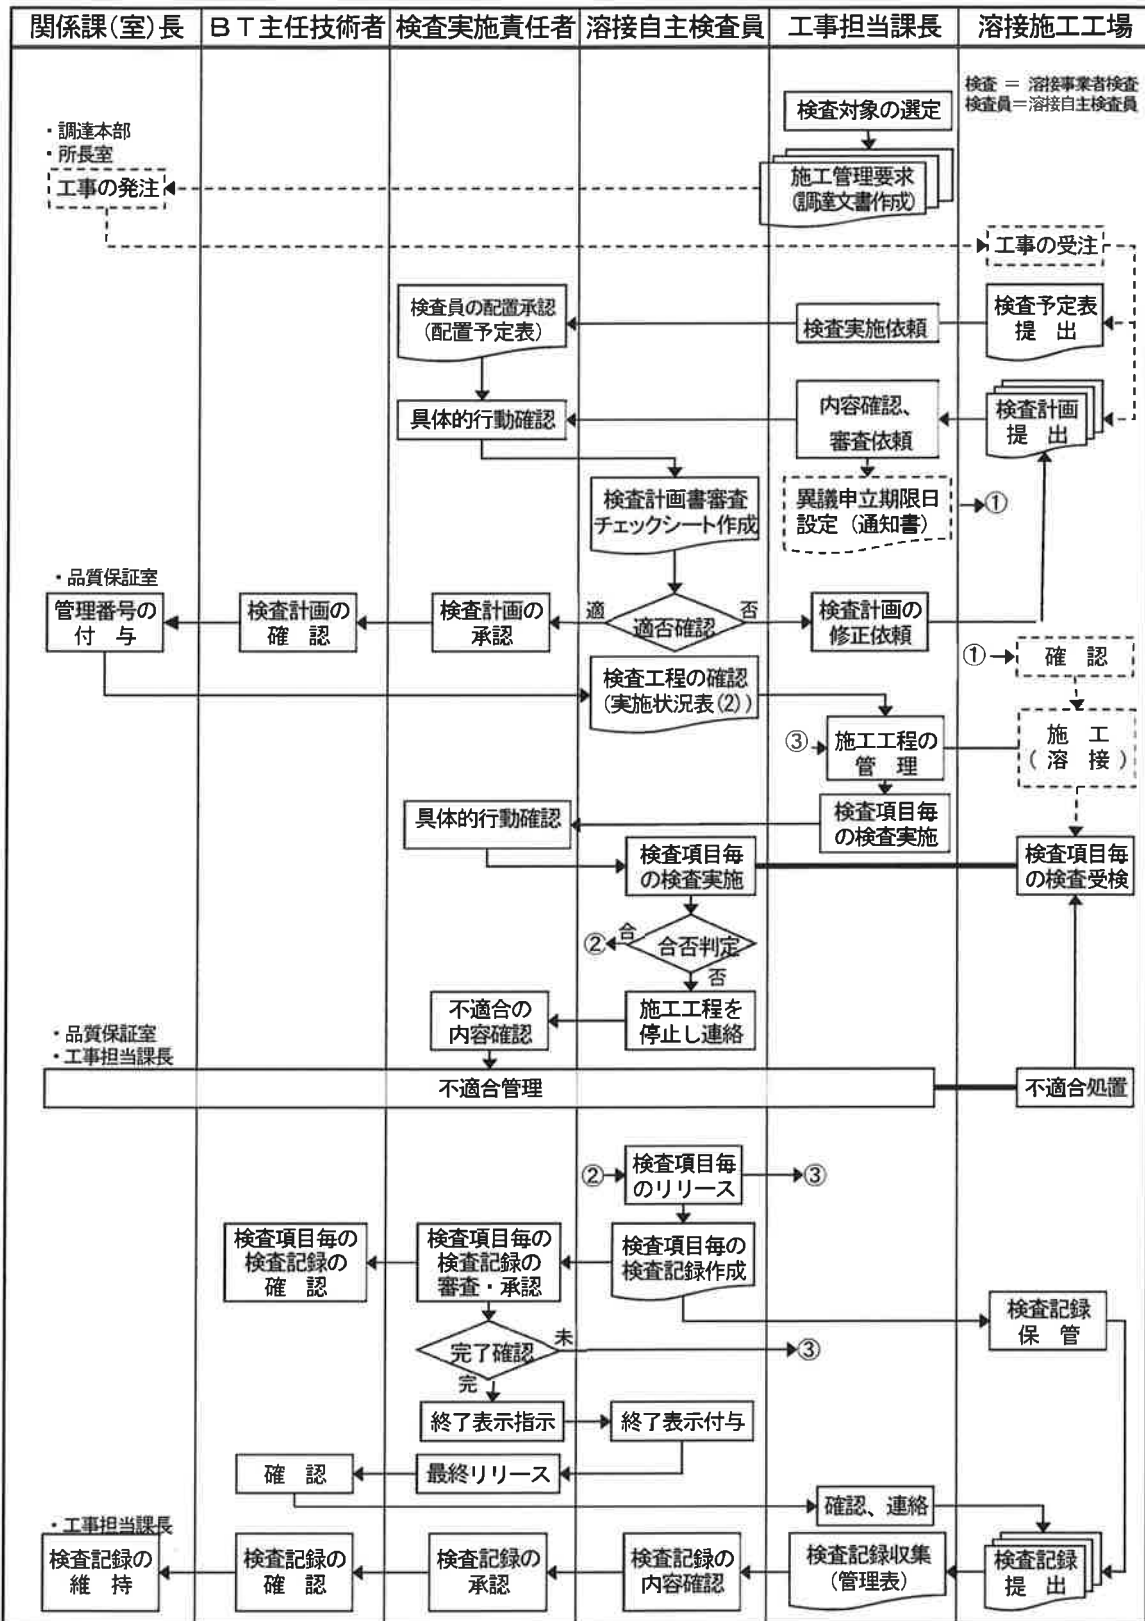 関係課(室)長
ＢＴ主任技術者
検査実施責任者
溶接自主検査員
工事担当課長
溶接施工工場
検査 ＝ 溶接事業者検査
検査員＝溶接自主検査員
検査対象の選定
・調達本部
・所長室
工事の発注
施工管理要求
(調達文書作成)
工事の受注
検査員の配置承認
(配置予定表)
検査実施依頼
検査予定表
提　出
具体的行動確認
内容確認、
審査依頼
検査計画
提　出
検査計画書審査
チェックシート作成
異議申立期限日
設定（通知書）
①
・品質保証室
管理番号の
付　与
検査計画の
確　認
検査計画の
承認
適
適否確認
否
検査計画の
修正依頼
①
確　認
検査工程の確認
(実施状況表(2))
③
施工工程の
管　理
施　工
(溶　接)
具体的行動確認
検査項目毎
の検査実施
検査項目毎
の検査実施
検査項目毎
の検査受検
②
合
合否判定
否
不適合の
内容確認
施工工程を
停止し連絡
・品質保証室
・工事担当課長
不適合管理
不適合処置
②
検査項目毎
のリリース
③
検査項目毎の
検査記録の
確　認
検査項目毎の
検査記録の
審査・承認
検査項目毎の
検査記録作成
検査記録
保　管
完了確認
未
③
完
終了表示指示
終了表示付与
確　認
最終リリース
確認、連絡
・工事担当課長
検査記録の
維　持
検査記録の
確　認
検査記録の
承認
検査記録の
内容確認
検査記録収集
(管理表)
検査記録
提　出